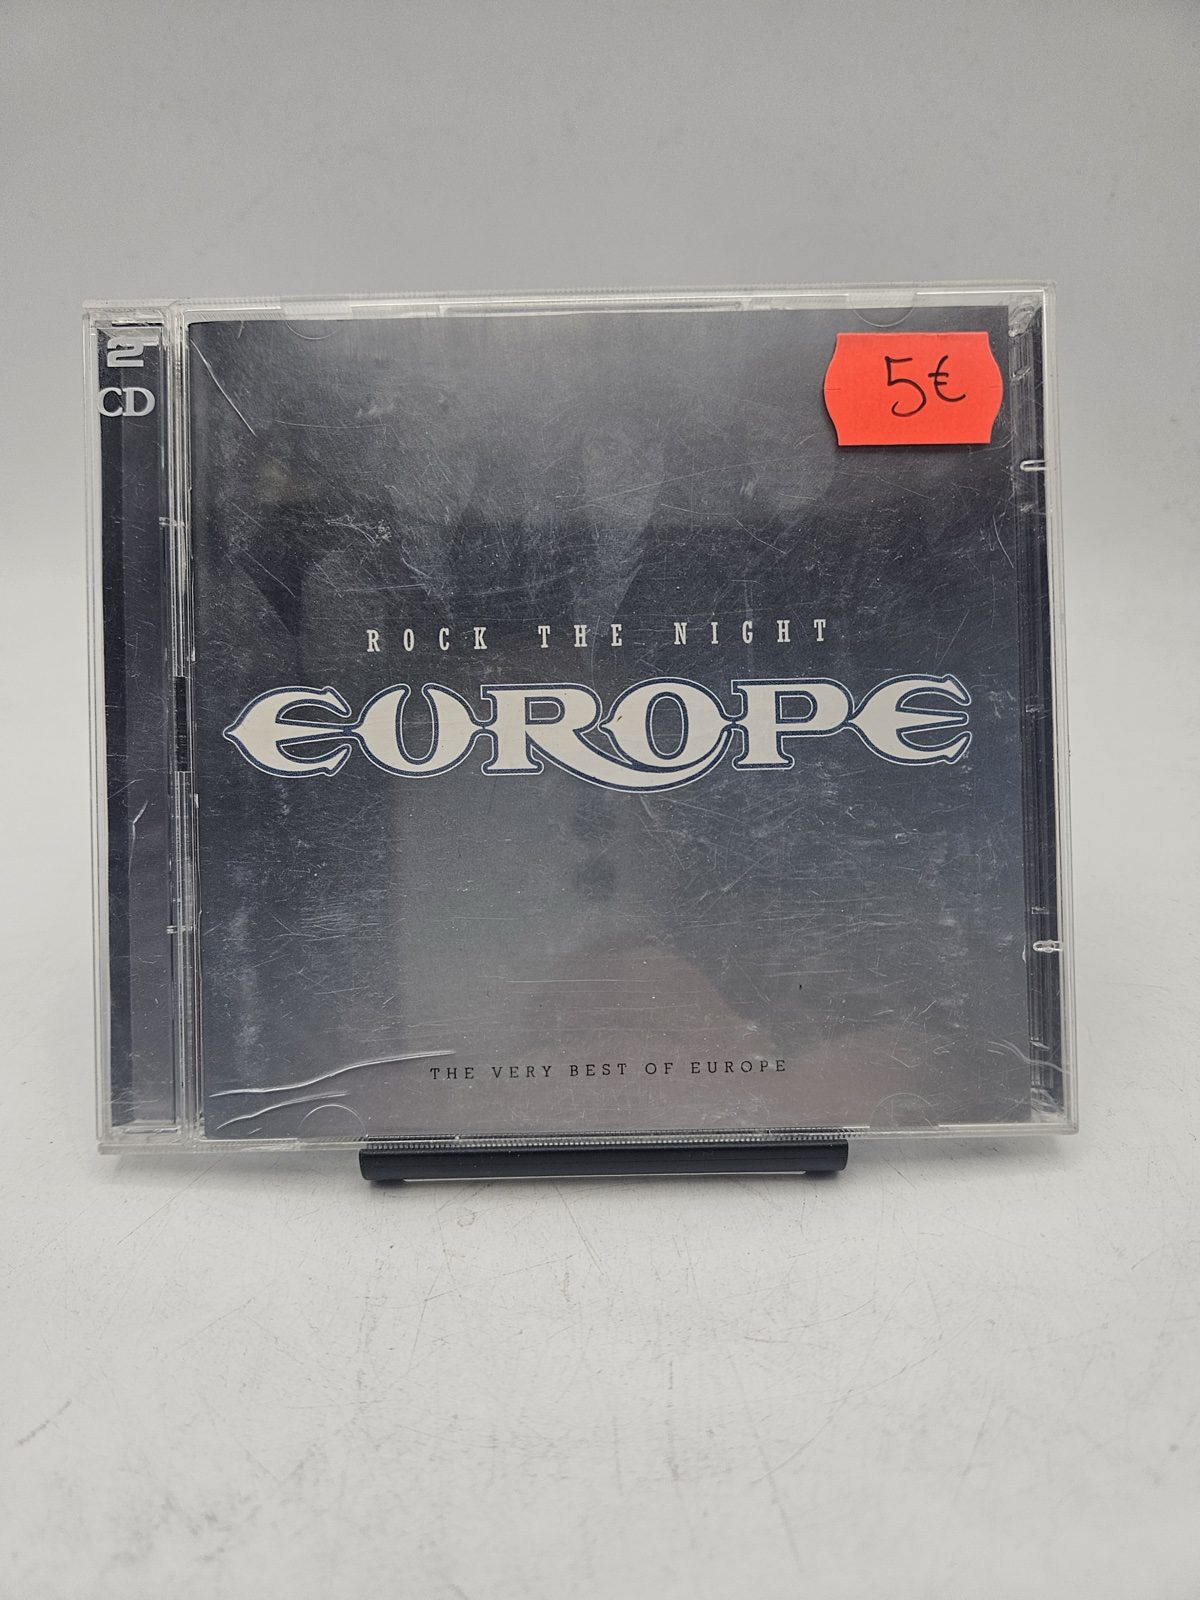 2
CD
5€
ROCK THE NIGHT
EUROPE
THE VERY BEST OF EUROPE